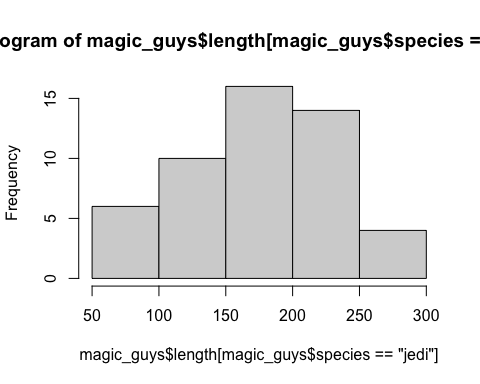 ogram of magic_guys$length[magic_guys$species =
Frequency
15
10
5
0
50 100 150 200 250 300
magic_guys$length[magic_guys$species == "jedi"]